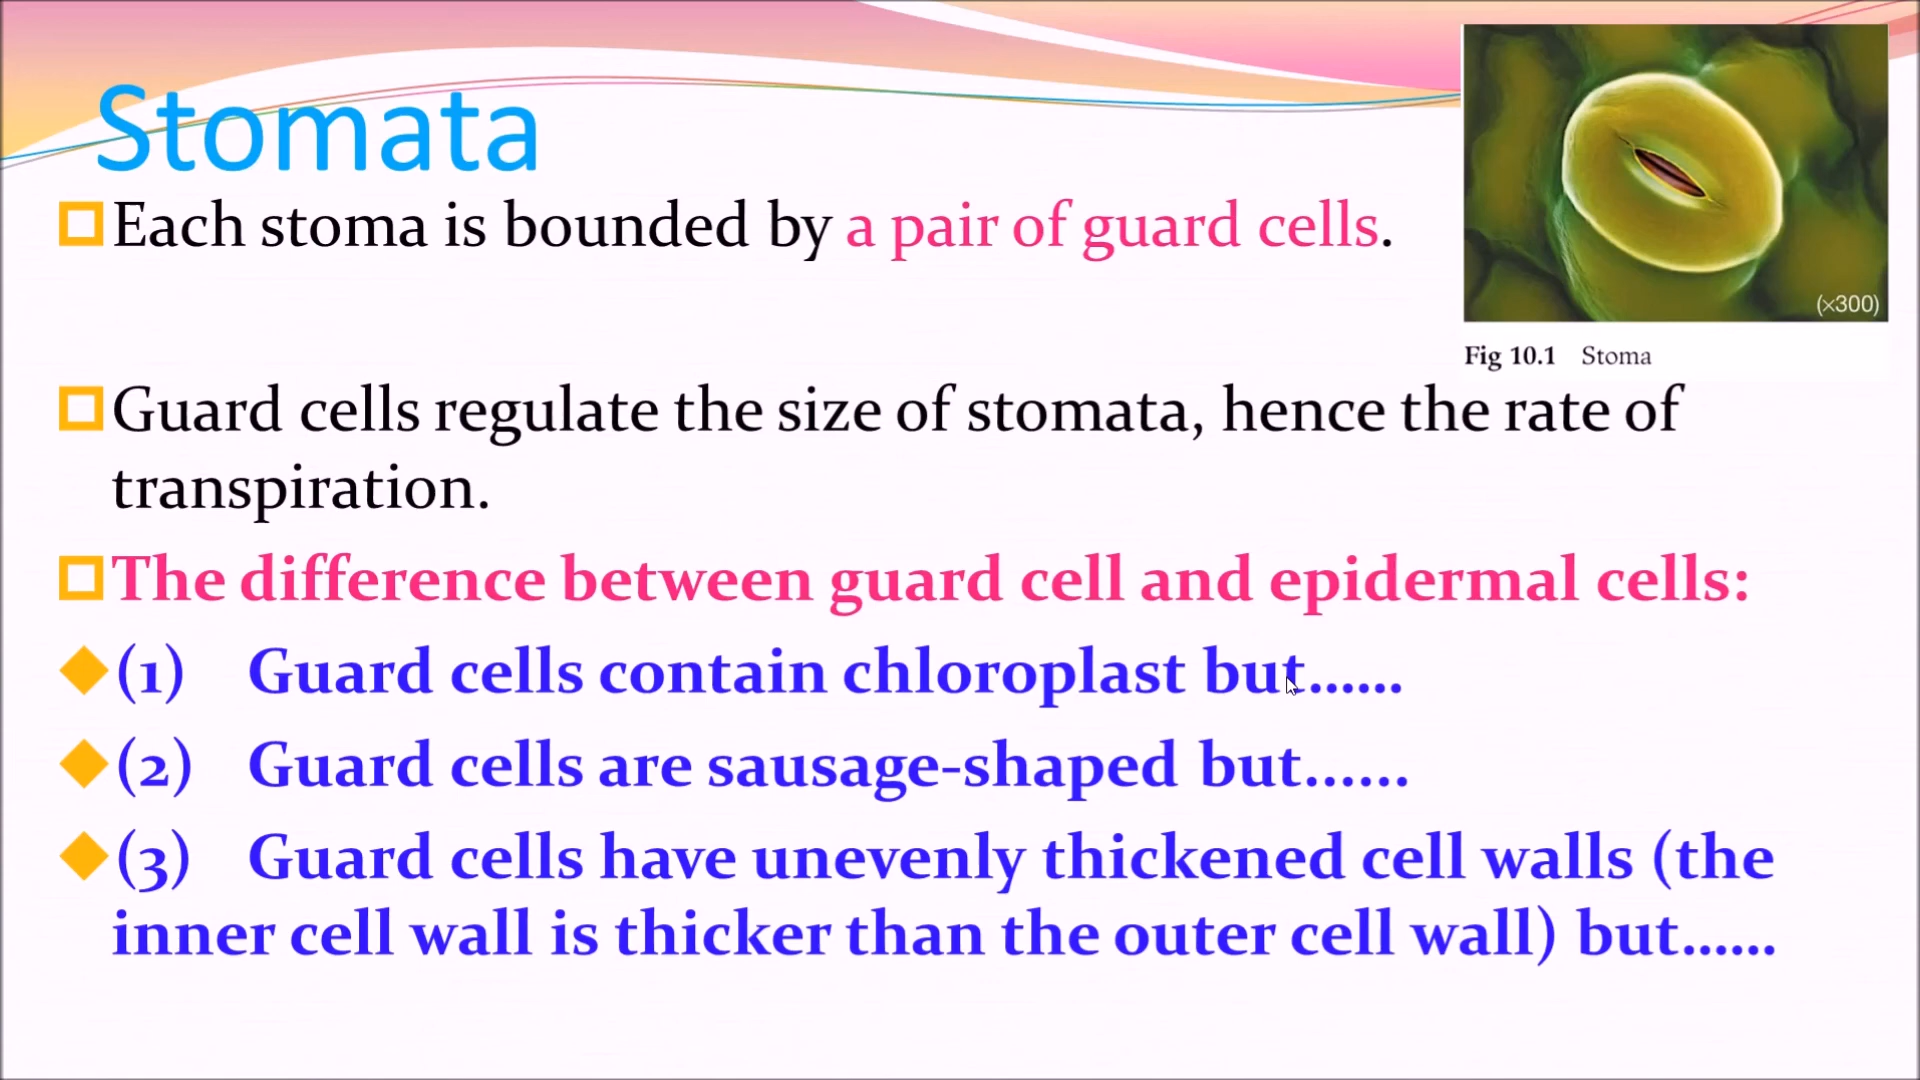 Stomata
Each stoma is bounded by a pair of guard cells.
(×300)
Fig 10.1 Stoma
Guard cells regulate the size of stomata, hence the rate of
transpiration.
The difference between guard cell and epidermal cells:
(1) Guard cells contain chloroplast but......
(2) Guard cells are sausage-shaped but......
(3) Guard cells have unevenly thickened cell walls (the
inner cell wall is thicker than the outer cell wall) but......